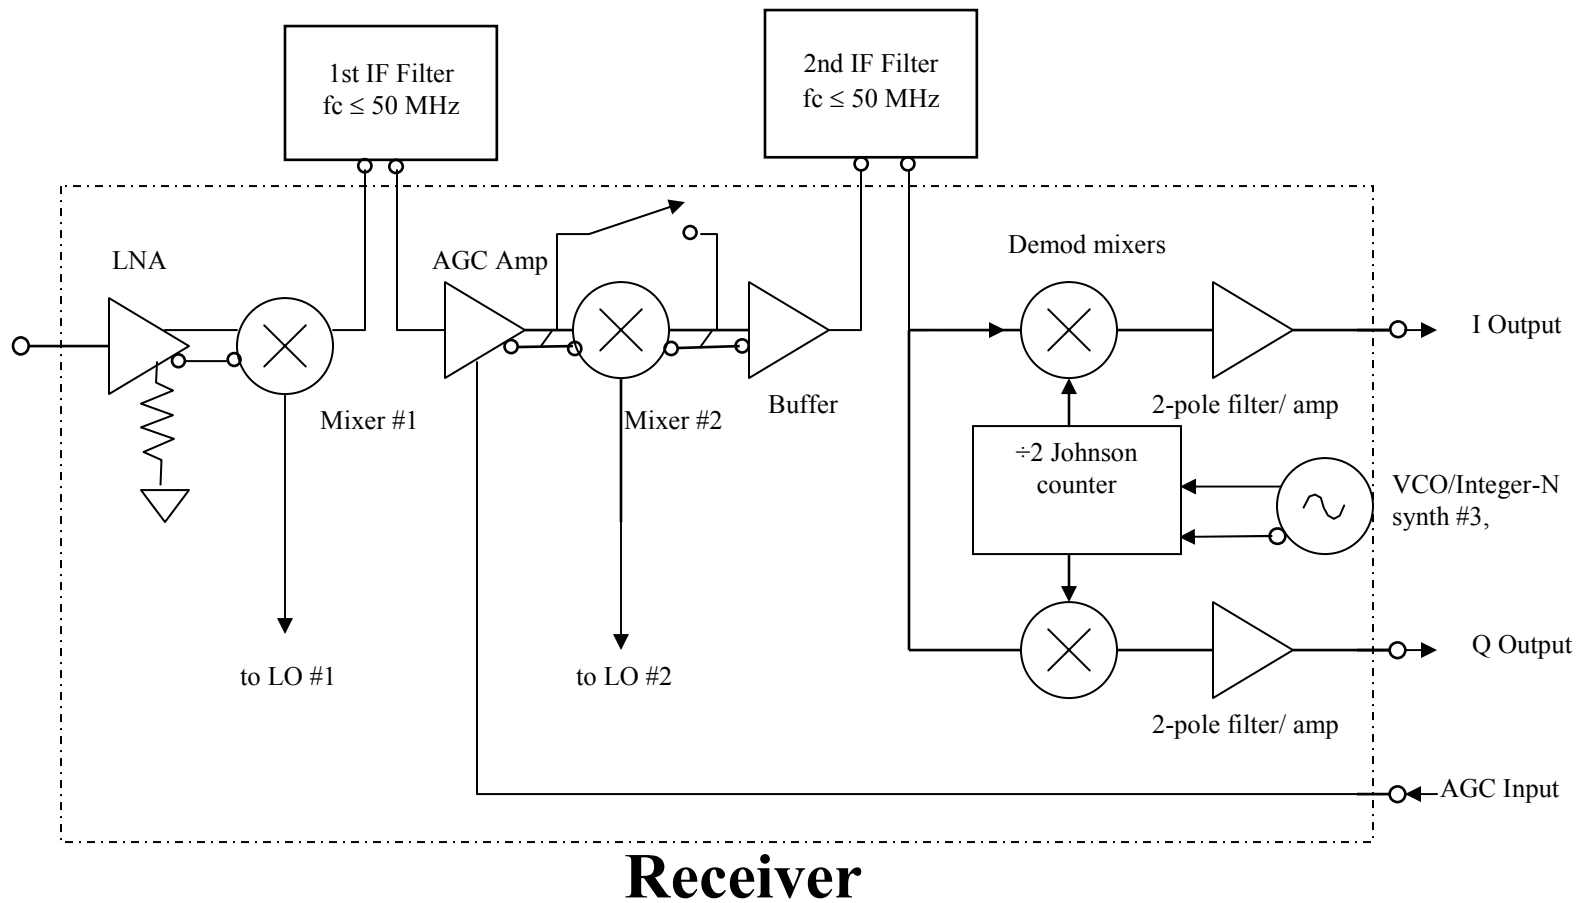 1st IF Filter
fc ≤ 50 MHz
2nd IF Filter
fc ≤ 50 MHz
LNA
AGC Amp
Demod mixers
I Output
Mixer #1
Mixer #2
Buffer
2-pole filter/ amp
÷2 Johnson
counter
VCO/Integer-N
synth #3,
to LO #1
to LO #2
Q Output
2-pole filter/ amp
AGC Input
Receiver